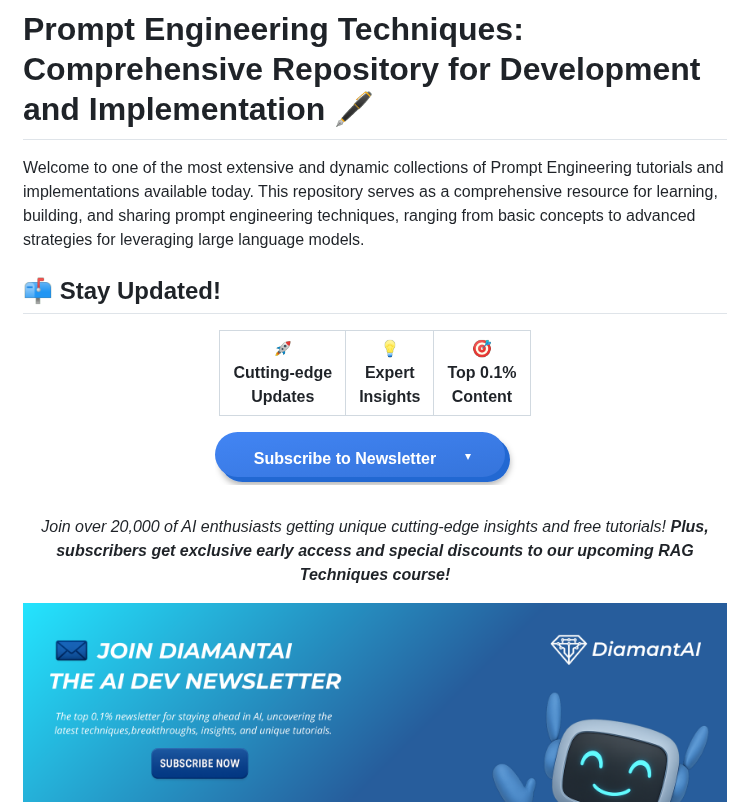 Prompt Engineering Techniques:
Comprehensive Repository for Development
and Implementation 🖋️
Welcome to one of the most extensive and dynamic collections of Prompt Engineering tutorials and
implementations available today. This repository serves as a comprehensive resource for learning,
building, and sharing prompt engineering techniques, ranging from basic concepts to advanced
strategies for leveraging large language models.
📫 Stay Updated!
🚀 💡 🎯
Cutting-edge Expert Top 0.1%
Updates Insights Content
Subscribe to Newsletter ▾
Join over 20,000 of AI enthusiasts getting unique cutting-edge insights and free tutorials! Plus,
subscribers get exclusive early access and special discounts to our upcoming RAG
Techniques course!
JOIN DIAMANTAI
THE AI DEV NEWSLETTER
DiamantAI
The top 0.1% newsletter for staying ahead in AI, uncovering the
latest techniques,breakthroughs, insights, and unique tutorials.
SUBSCRIBE NOW